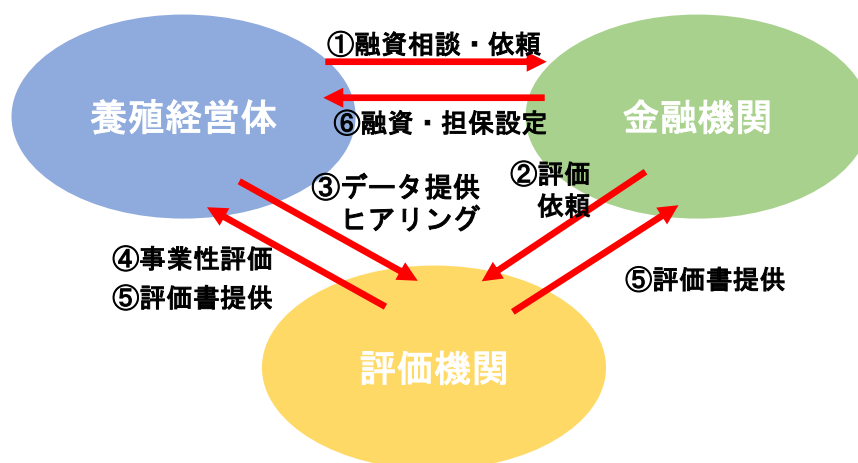 ①融資相談・依頼
養殖経営体
金融機関
⑥融資・担保設定
③データ提供
ヒアリング
②評価
依頼
④事業性評価
⑤評価書提供
⑤評価書提供
評価機関